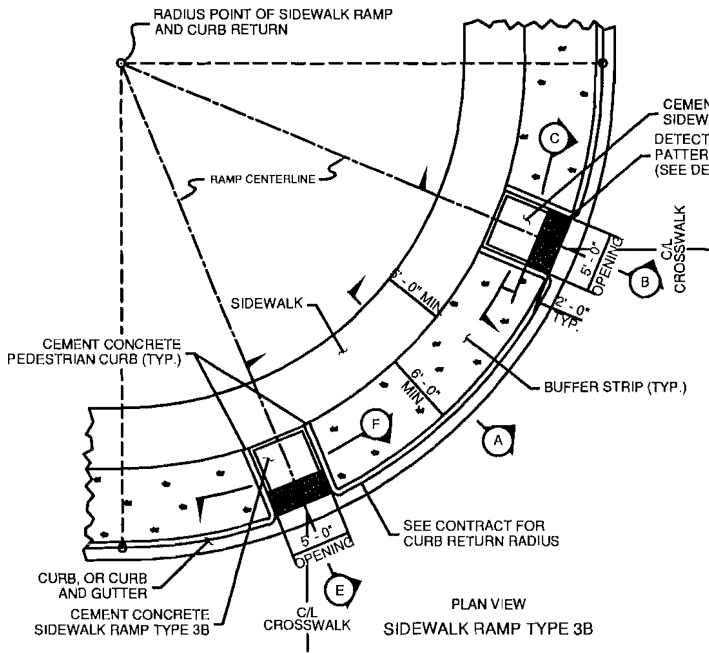 RADIUS POINT OF SIDEWALK RAMP
AND CURB RETURN
CEMEN
SIDEW
DETECT
PATTER
(SEE DE
C
RAMP CENTERLINE
5' - 0"
OPENING
C/L
CROSSWALK
B
SIDEWALK
6' - 0" MIN
2' - 0"
TYP.
CEMENT CONCRETE
PEDESTRIAN CURB (TYP.)
6' - 0"
MIN.
BUFFER STRIP (TYP.)
F
A
SEE CONTRACT FOR
CURB RETURN RADIUS
5' - 0"
OPENING
CURB, OR CURB
AND GUTTER
E
CEMENT CONCRETE
SIDEWALK RAMP TYPE 3B
C/L
CROSSWALK
PLAN VIEW
SIDEWALK RAMP TYPE 3B